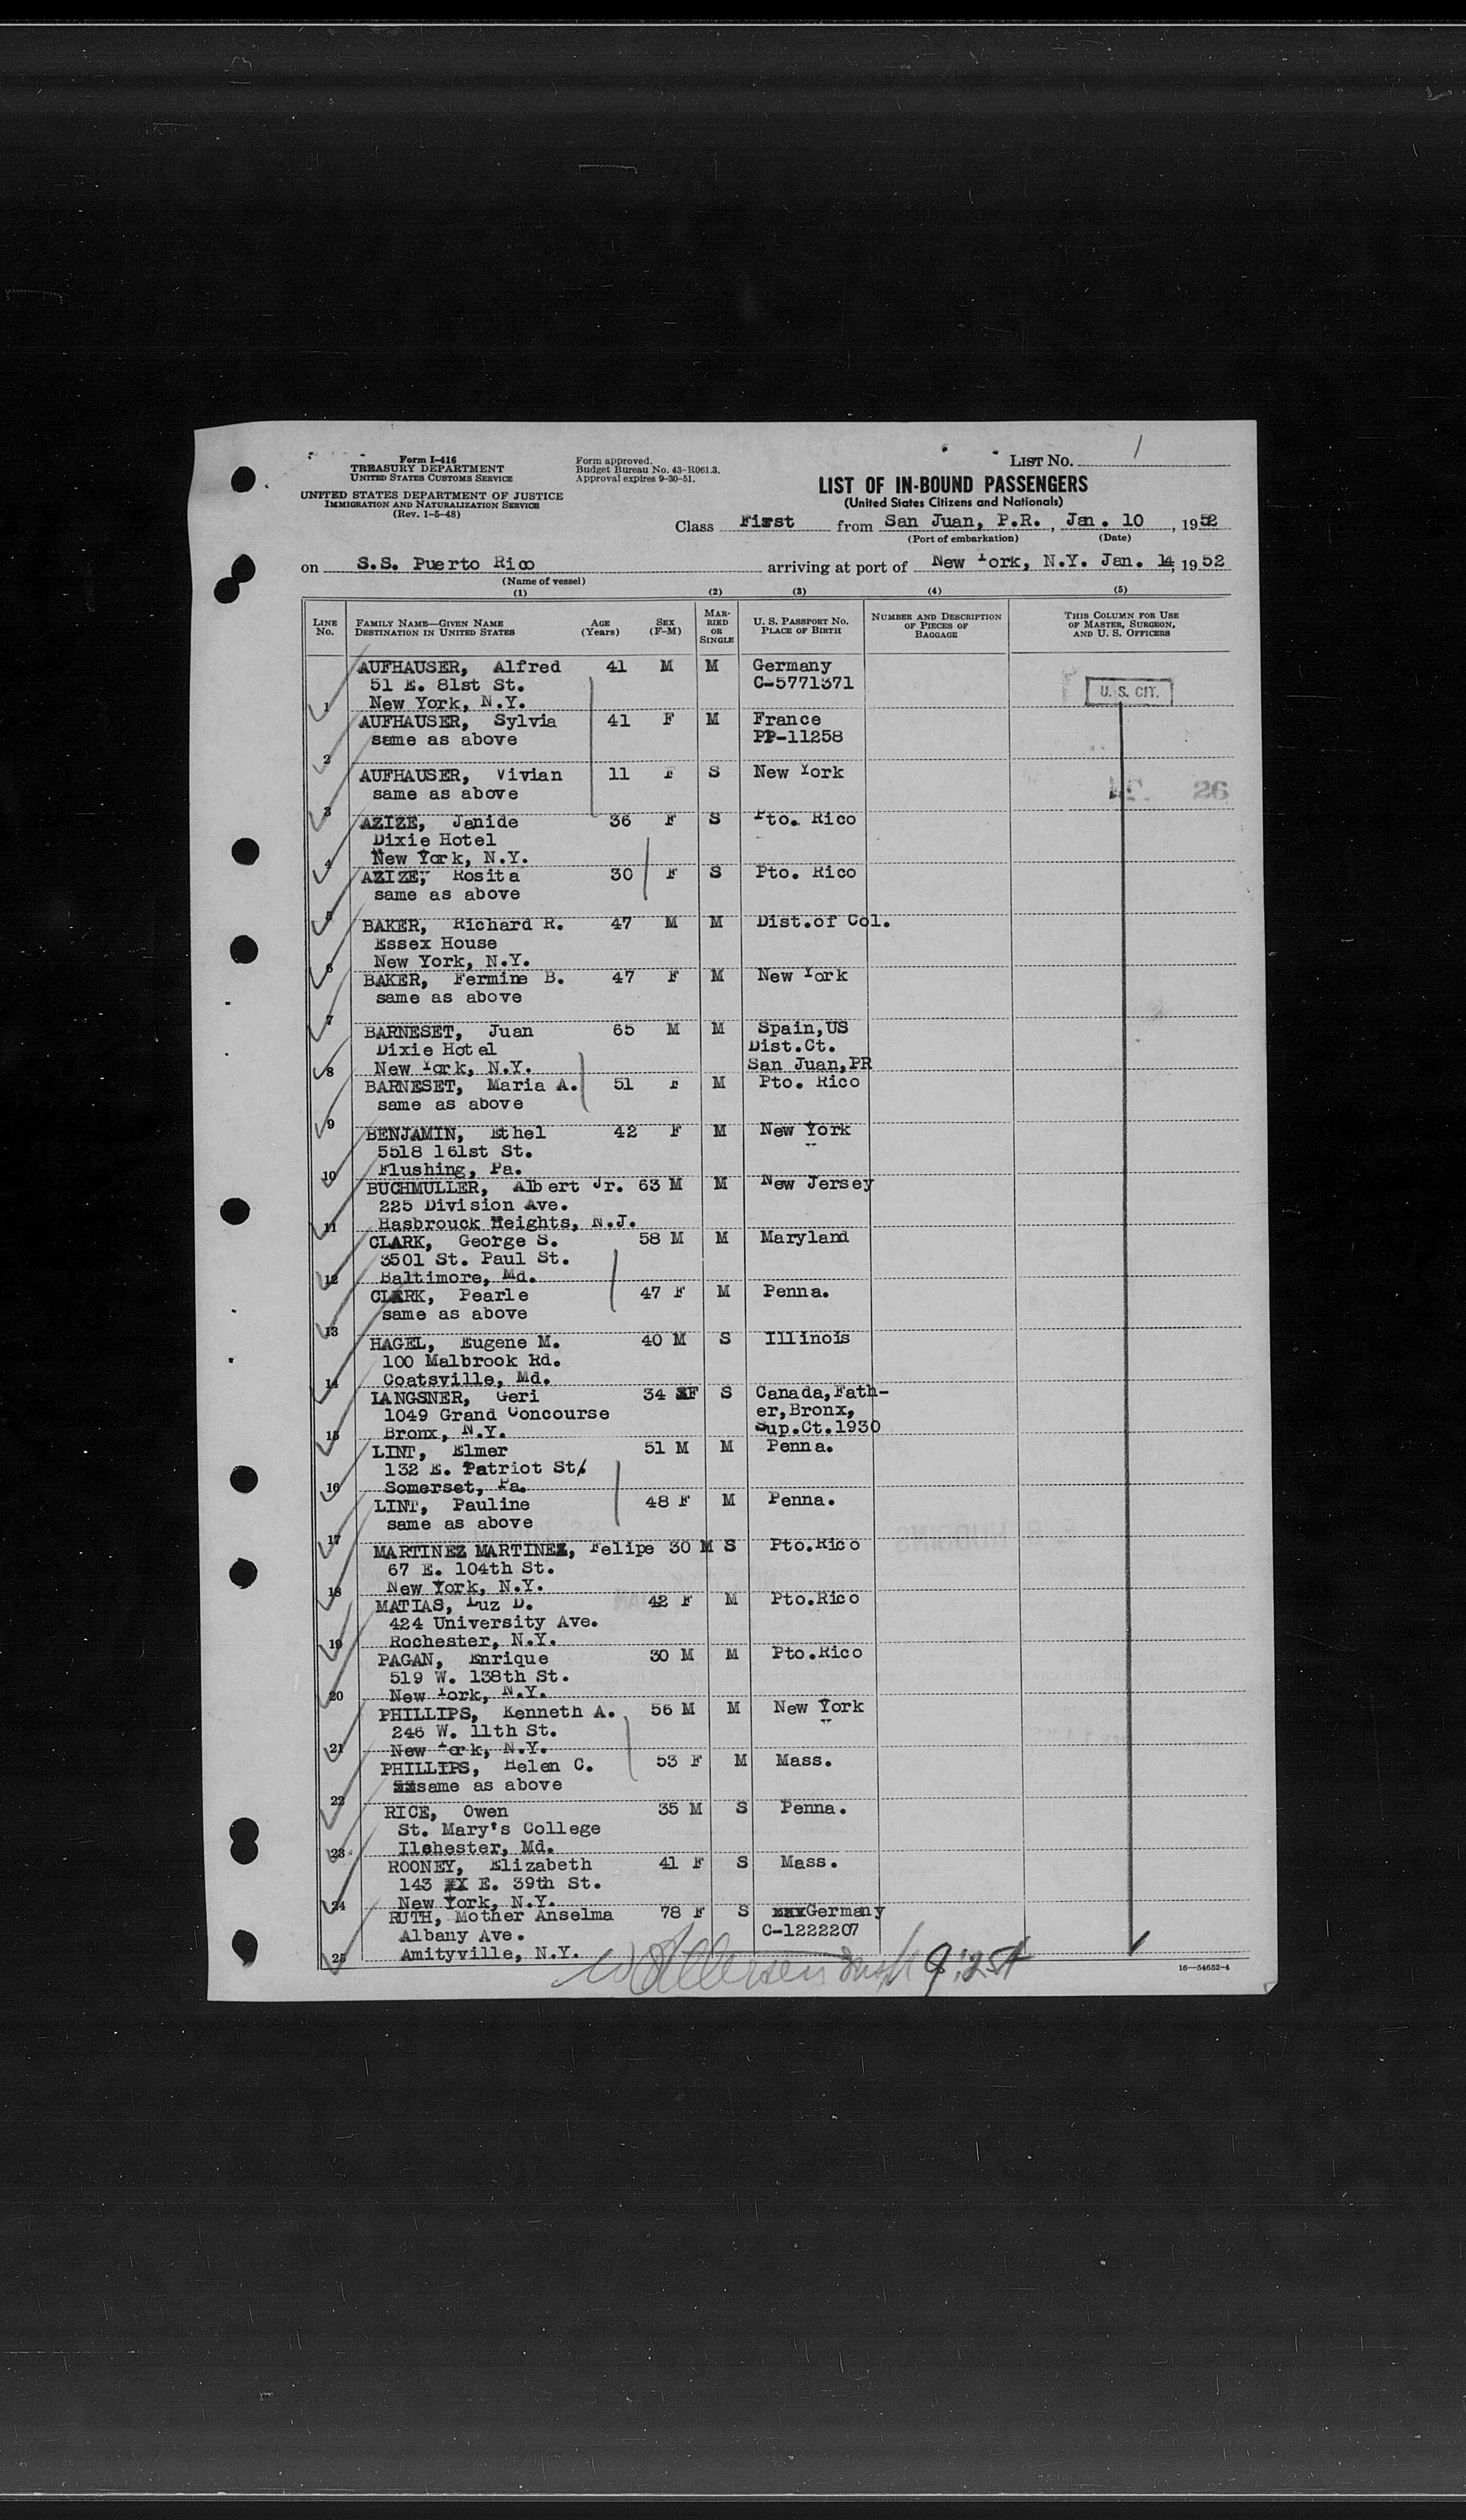 LIST No. 1
Form I-416
TREASURY DEPARTMENT
UNITED STATES CUSTOMS SERVICE
Form approved.
Budget Bureau No. 43-R061.3.
Approval expires 9-30-51.
UNITED STATES DEPARTMENT OF JUSTICE
IMMIGRATION AND NATURALIZATION SERVICE
(Rev. 1-5-48)
LIST OF IN-BOUND PASSENGERS
(United States Citizens and Nationals)
Class First from San Juan, P.R., Jan. 10, 1952
(Port of embarkation) (Date)
on S.S. Puerto Rico arriving at port of New York, N.Y. Jan. 14, 1952
(Name of vessel)
(1) (2) (3) (4) (5)
LINE No. FAMILY NAME—GIVEN NAME DESTINATION IN UNITED STATES AGE (Years) SEX (F-M) MARRIED OR SINGLE U. S. PASSPORT NO. PLACE OF BIRTH NUMBER AND DESCRIPTION OF PIECES OF BAGGAGE THIS COLUMN FOR USE OF MASTER, SURGEON, AND U. S. OFFICERS
AUFHAUSER, Alfred 41 M M Germany
51 E. 81st St. C-5771371 U. S. CIT.
1 New York, N.Y.
AUFHAUSER, Sylvia 41 F M France
same as above PP-11258
2
AUFHAUSER, Vivian 11 F S New York
same as above 26
3
AZIZE, Janide 36 F S Pto. Rico
Dixie Hotel
4 New York, N.Y.
AZIZE, Rosita 30 F S Pto. Rico
same as above
5
BAKER, Richard R. 47 M M Dist.of Col.
Essex House
6 New York, N.Y.
BAKER, Fermine B. 47 F M New York
same as above
7
BARNESET, Juan 65 M M Spain,US
Dixie Hotel Dist.Ct.
8 New York, N.Y. San Juan,PR
BARNESET, Maria A. 51 F M Pto. Rico
same as above
9
BENJAMIN, Ethel 42 F M New York
5518 161st St.
10 Flushing, Pa.
BUCHMULLER, Albert Jr. 63 M M New Jersey
225 Division Ave.
11 Hasbrouck Heights, N.J.
CLARK, George S. 58 M M Maryland
3501 St. Paul St.
12 Baltimore, Md.
CLARK, Pearle 47 F M Penna.
same as above
13
HAGEL, Eugene M. 40 M S Illinois
100 Malbrook Rd.
14 Coatsville, Md.
LANGSNER, Geri 34 F S Canada,Fath-
1049 Grand Concourse er,Bronx,
15 Bronx, N.Y. Sup.Ct.1930
LINT, Elmer 51 M M Penna.
132 E. Patriot St.
16 Somerset, Pa.
LINT, Pauline 48 F M Penna.
same as above
17
MARTINEZ MARTINEZ, Felipe 30 M S Pto.Rico
67 E. 104th St.
18 New York, N.Y.
MATIAS, Luz D. 42 F M Pto.Rico
424 University Ave.
19 Rochester, N.Y.
PAGAN, Enrique 30 M M Pto.Rico
519 W. 138th St.
20 New York, N.Y.
PHILLIPS, Kenneth A. 56 M M New York
246 W. 11th St.
21 New York, N.Y.
PHILLIPS, Helen C. 53 F M Mass.
same as above
22
RICE, Owen 35 M S Penna.
St. Mary's College
23 Ilchester, Md.
ROONEY, Elizabeth 41 F S Mass.
143 E. 39th St.
24 New York, N.Y.
RUTH, Mother Anselma 78 F S Germany
Albany Ave. C-1222207
25 Amityville, N.Y.
16—54652-4